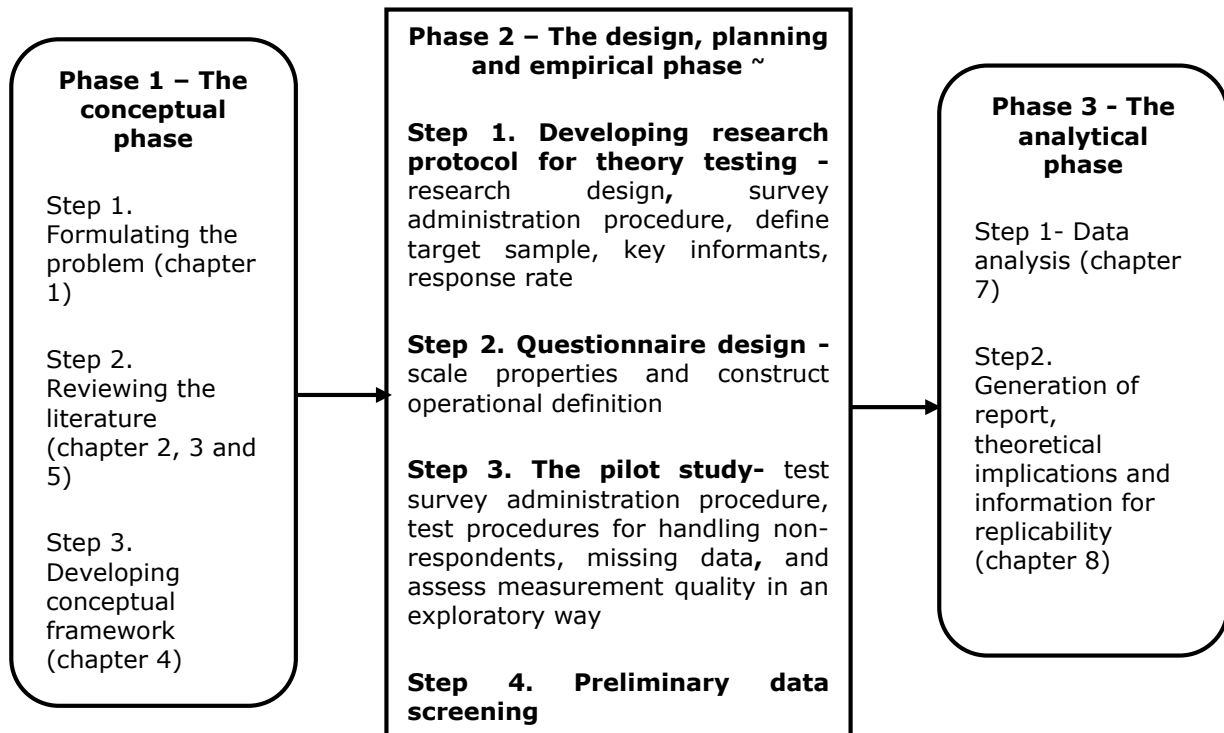 Phase 1 – The
conceptual
phase
Step 1.
Formulating the
problem (chapter
1)
Step 2.
Reviewing the
literature
(chapter 2, 3 and
5)
Step 3.
Developing
conceptual
framework
(chapter 4)
Phase 2 – The design, planning
and empirical phase ~
Step 1. Developing research
protocol for theory testing -
research design, survey
administration procedure, define
target sample, key informants,
response rate
Step 2. Questionnaire design -
scale properties and construct
operational definition
Step 3. The pilot study- test
survey administration procedure,
test procedures for handling non-
respondents, missing data, and
assess measurement quality in an
exploratory way
Step 4. Preliminary data
screening
Phase 3 - The
analytical
phase
Step 1- Data
analysis (chapter
7)
Step2.
Generation of
report,
theoretical
implications and
information for
replicability
(chapter 8)